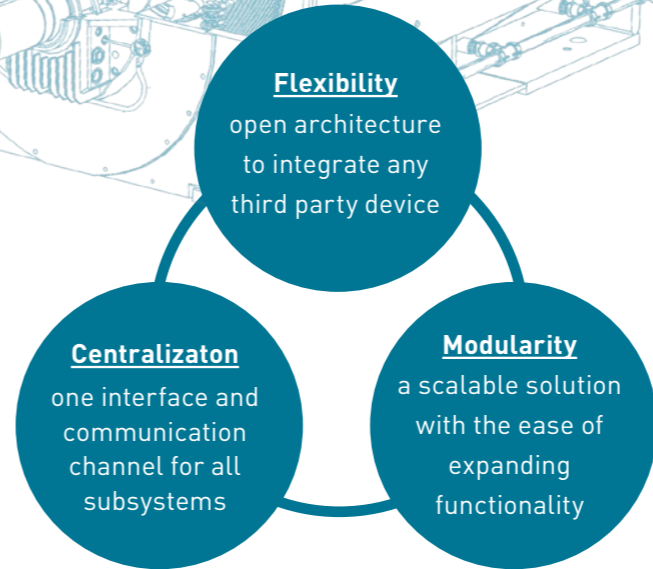 Flexibility
open architecture
to integrate any
third party device
Centralizaton
one interface and
communication
channel for all
subsystems
Modularity
a scalable solution
with the ease of
expanding
functionality